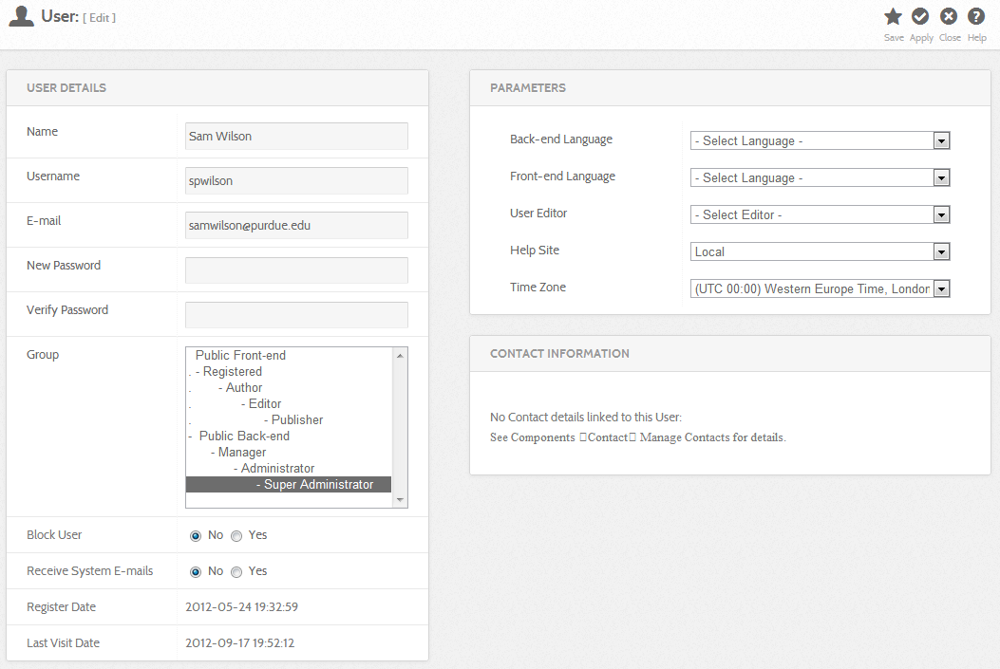 User: [ Edit ]
Save Apply Close Help
USER DETAILS
Name Sam Wilson
Username spwilson
E-mail samwilson@purdue.edu
New Password
Verify Password
Group
Public Front-end
. - Registered
. - Author
. - Editor
. - Publisher
- Public Back-end
- Manager
- Administrator
- Super Administrator
Block User No Yes
Receive System E-mails No Yes
Register Date 2012-05-24 19:32:59
Last Visit Date 2012-09-17 19:52:12
PARAMETERS
Back-end Language - Select Language -
Front-end Language - Select Language -
User Editor - Select Editor -
Help Site Local
Time Zone (UTC 00:00) Western Europe Time, London
CONTACT INFORMATION
No Contact details linked to this User:
See Components □Contact□ Manage Contacts for details.